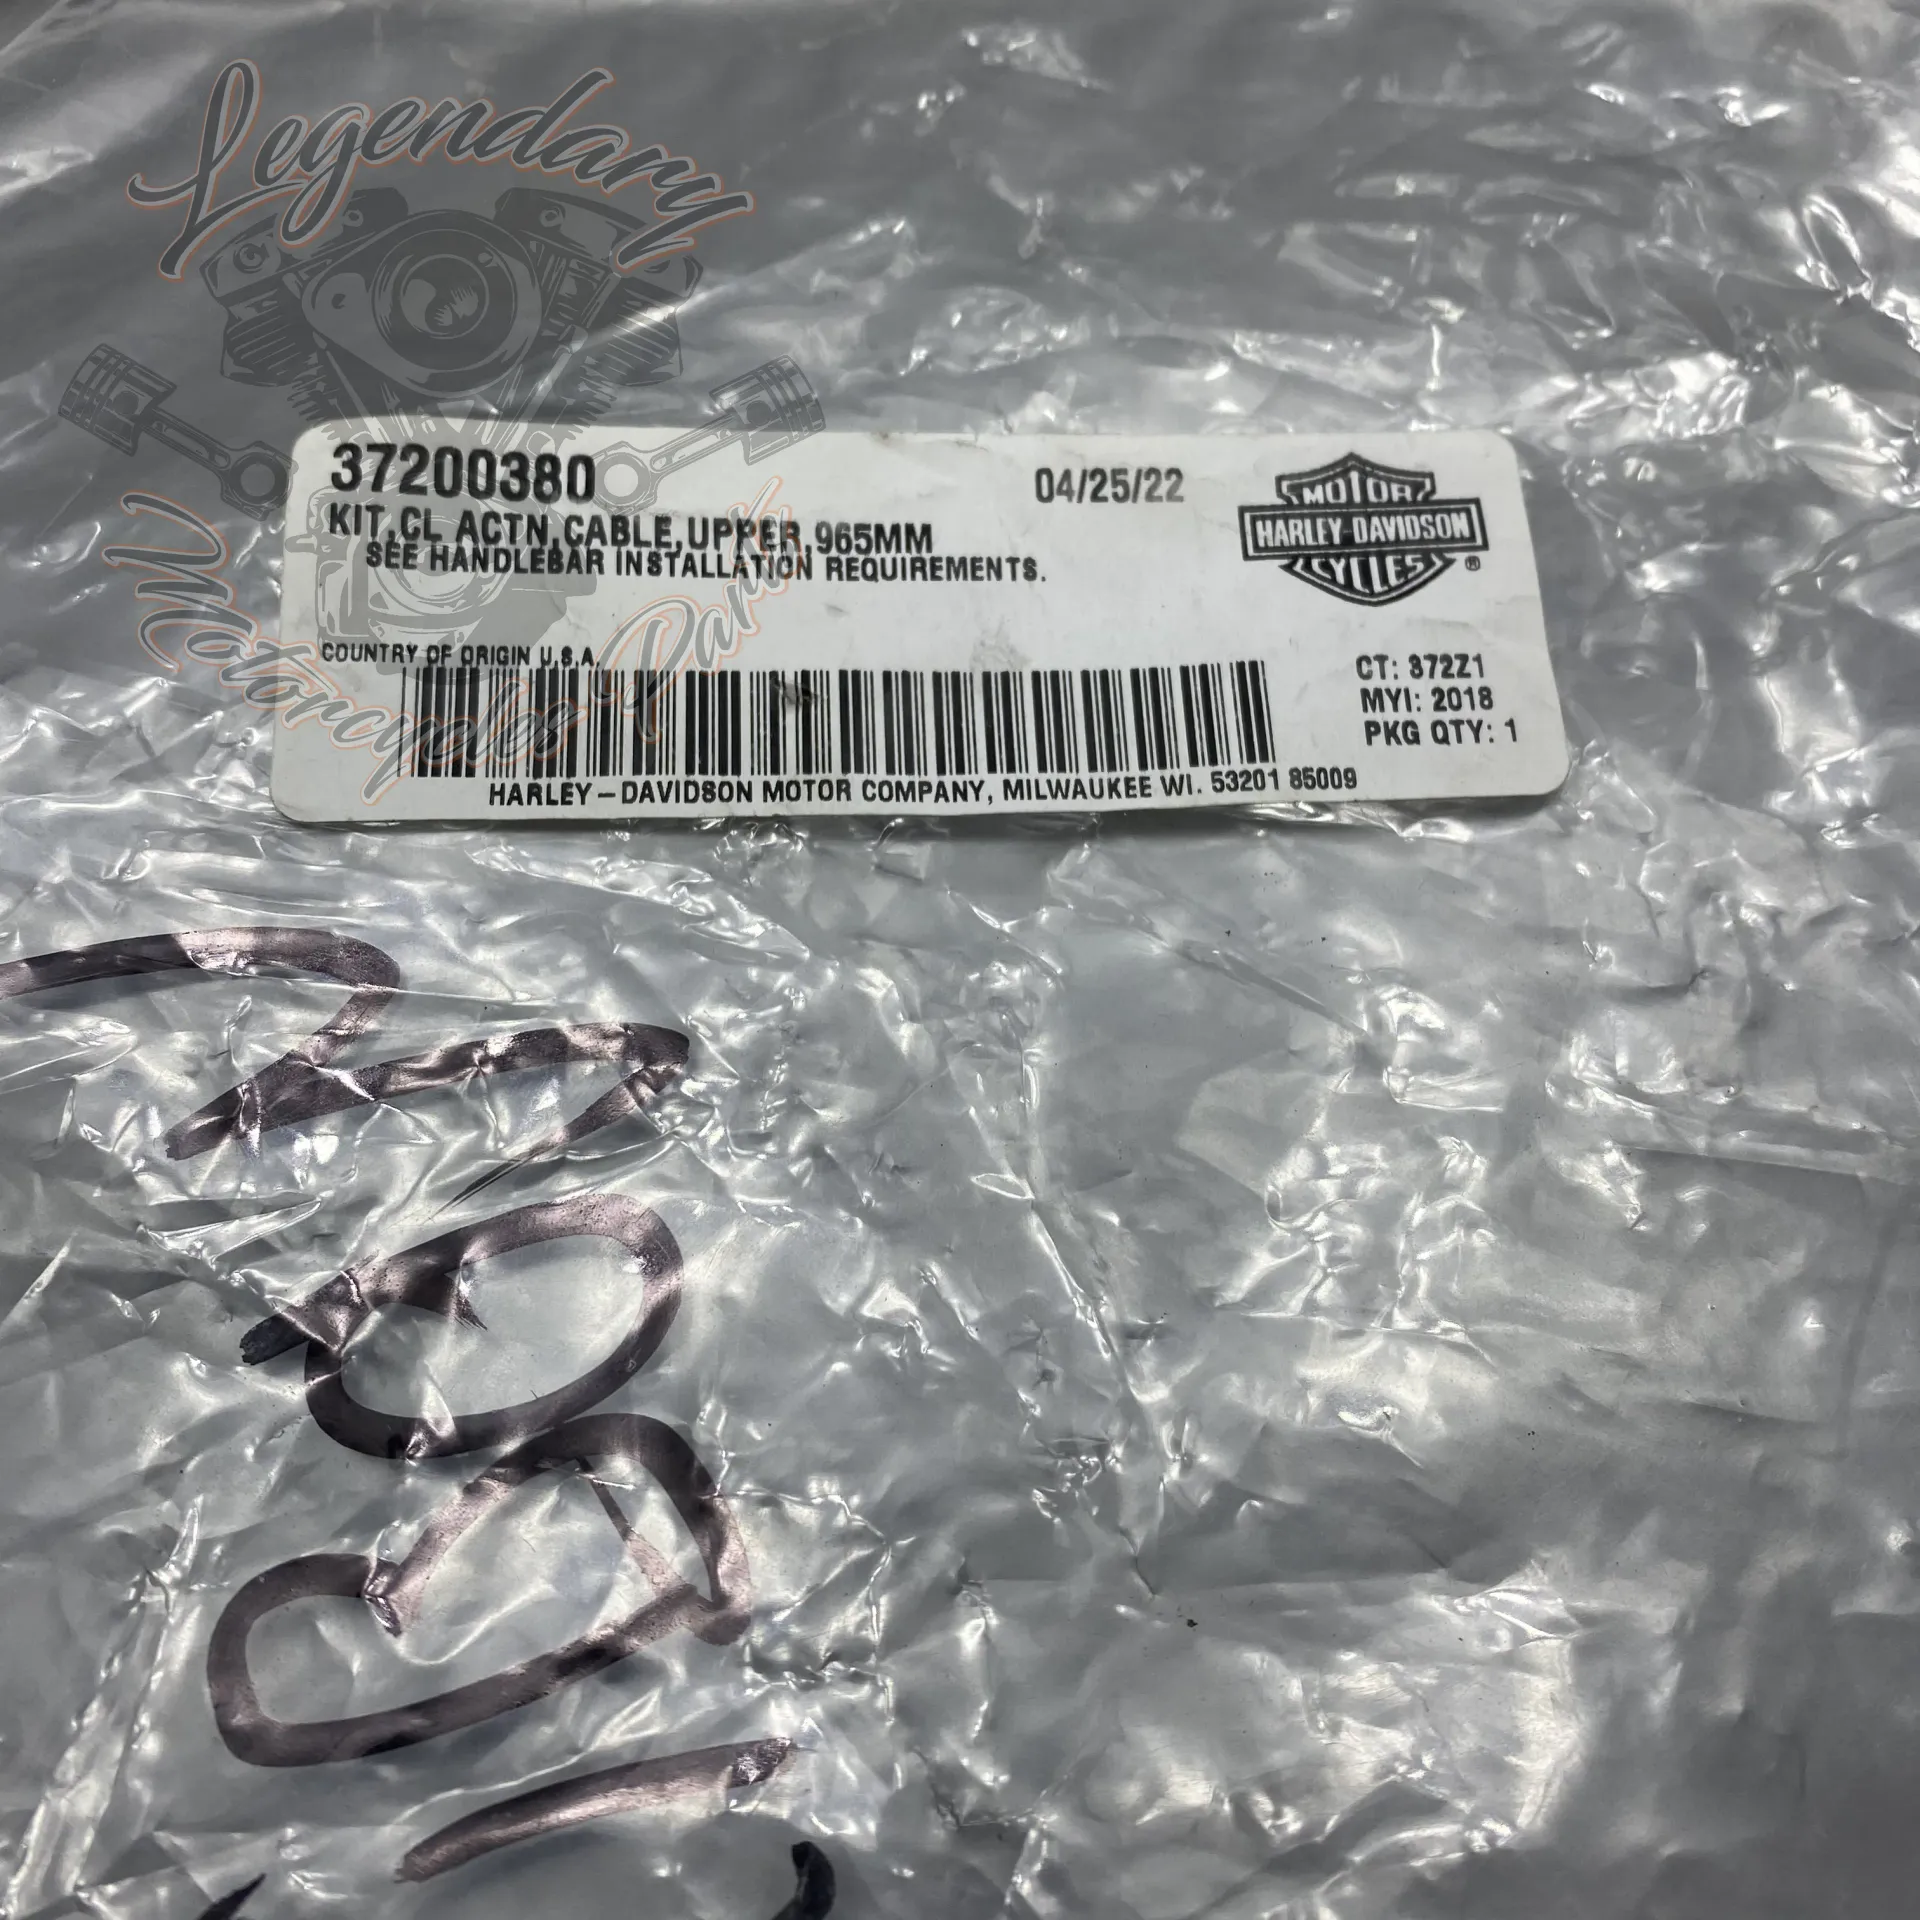 Legendary
Motorcycles Parts
37200380
04/25/22
KIT,CL ACTN,CABLE,UPPER,965MM
SEE HANDLEBAR INSTALLATION REQUIREMENTS.
MOTOR
HARLEY-DAVIDSON
CYCLES
®
COUNTRY OF ORIGIN U.S.A.
CT: 372Z1
MYI: 2018
PKG QTY: 1
HARLEY-DAVIDSON MOTOR COMPANY, MILWAUKEE WI. 53201 85009